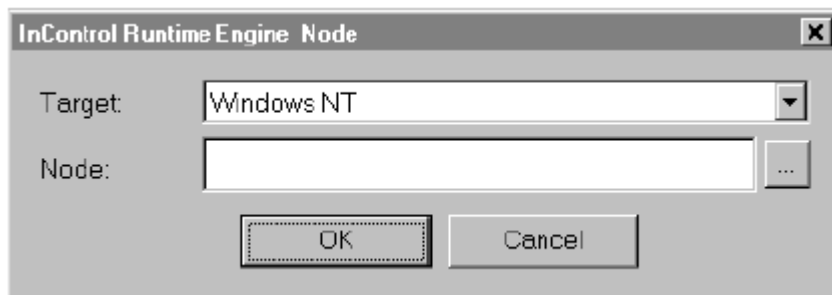 InControl Runtime Engine Node
Target: Windows NT
Node: ...
OK Cancel